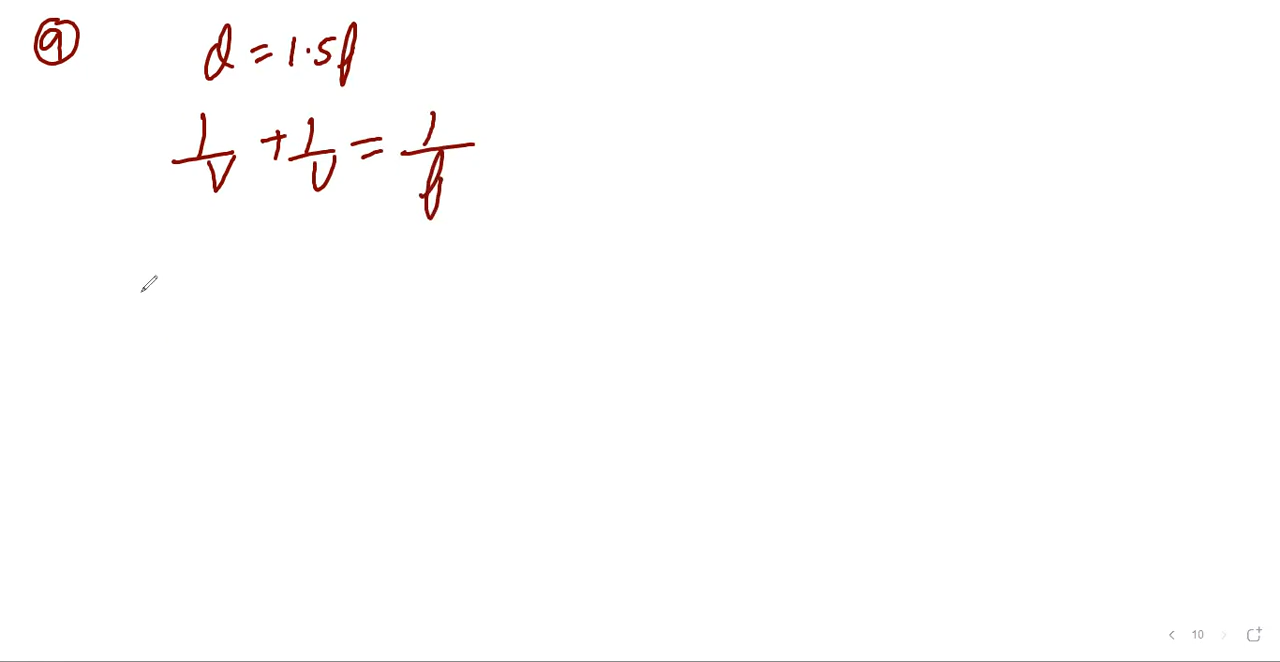 9
d = 1.5f
1/V + 1/U = 1/f
10